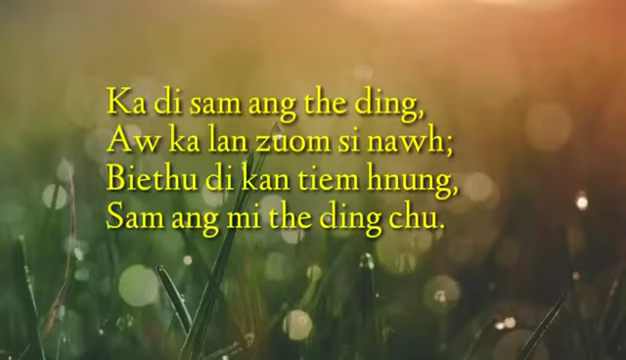 Ka di sam ang the ding,
Aw ka lan zuom si nawh;
Biethu di kan tiem hnung,
Sam ang mi the ding chu.